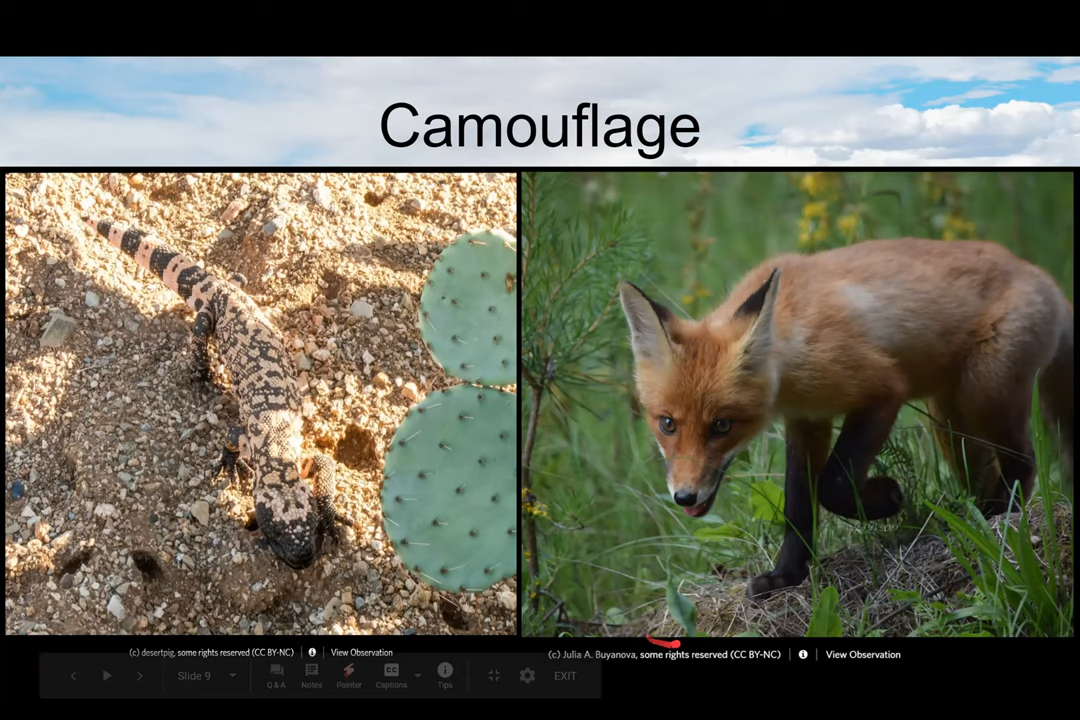 Camouflage
(c) desertpig, some rights reserved (CC BY-NC) | i | View Observation
(c) Julia A. Buyanova, some rights reserved (CC BY-NC) | i | View Observation
Slide 9
Q & A
Notes
Pointer
CC
Captions
Tips
EXIT